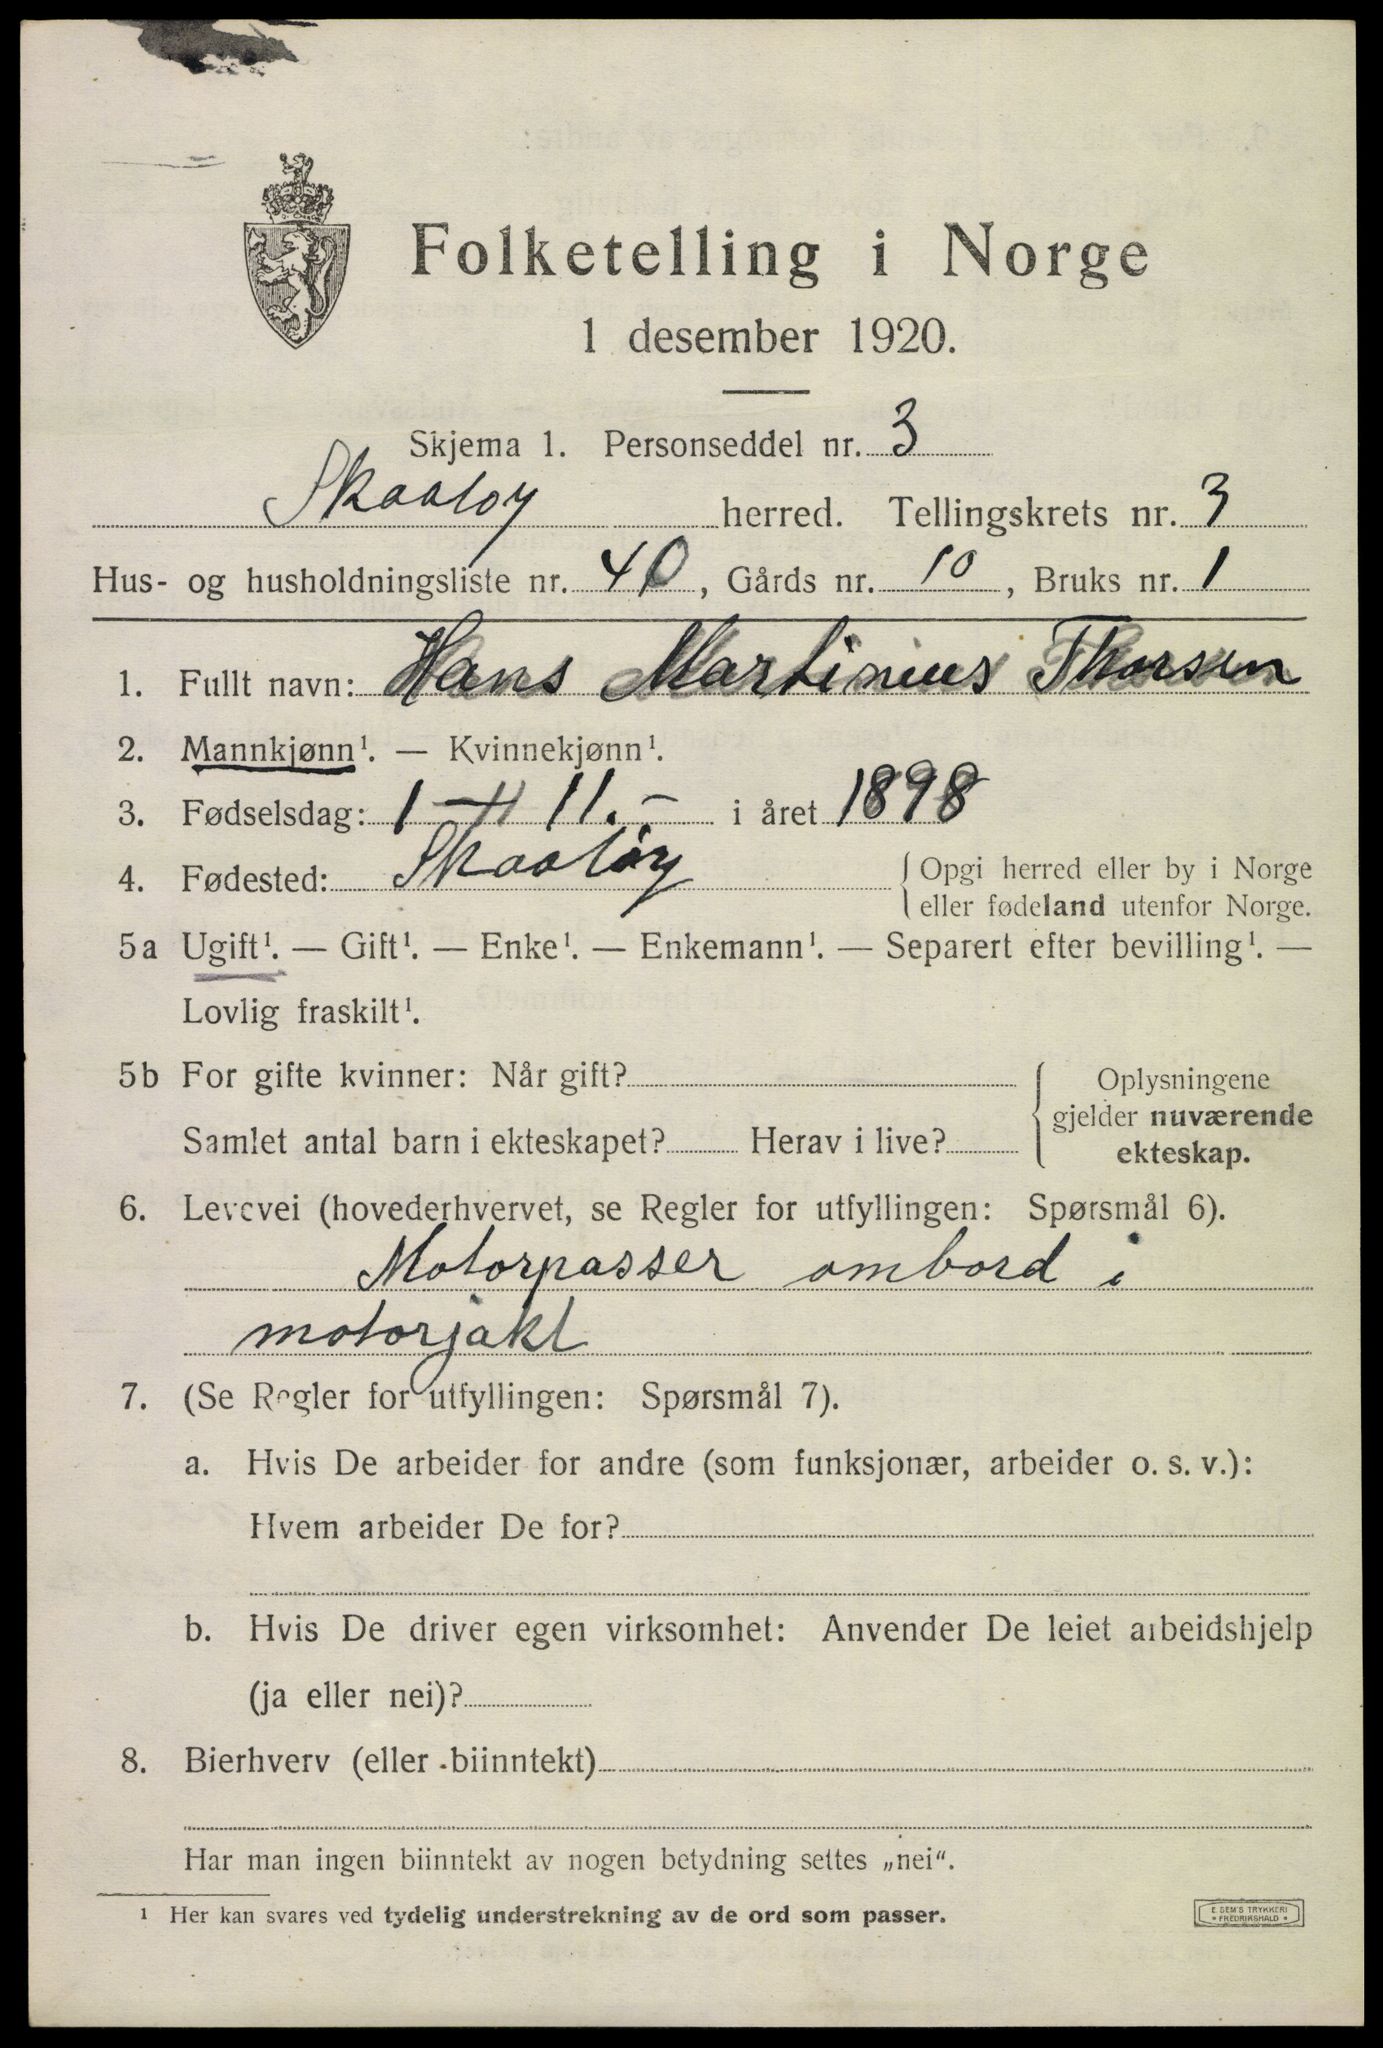 Folketelling i Norge
1 desember 1920.
Skjema 1. Personseddel nr. 3
Skaatøy herred. Tellingskrets nr. 3
Hus- og husholdningsliste nr. 40, Gårds nr. 10, Bruks nr. 1
1. Fullt navn: Hans Martinius Thorsen
2. Mannkjønn¹. — Kvinnekjønn¹.
3. Fødselsdag: 1 - 11. - i året 1898
4. Fødested: Skaatøy { Opgi herred eller by i Norge
eller fødeland utenfor Norge.
5a Ugift¹. — Gift¹. — Enke¹. — Enkemann¹. — Separert efter bevilling¹. —
Lovlig fraskilt¹.
5b For gifte kvinner: Når gift? { Oplysningene
gjelder nuværende
Samlet antal barn i ekteskapet? Herav i live?
ekteskap.
6. Levevei (hovederhvervet, se Regler for utfyllingen: Spørsmål 6).
Motorpasser ombord i
motorjakt
7. (Se Regler for utfyllingen: Spørsmål 7).
a. Hvis De arbeider for andre (som funksjonær, arbeider o. s. v.):
Hvem arbeider De for?
b. Hvis De driver egen virksomhet: Anvender De leiet arbeidshjelp
(ja eller nei)?
8. Bierhverv (eller biinntekt)
Har man ingen biinntekt av nogen betydning settes „nei“.
¹ Her kan svares ved tydelig understrekning av de ord som passer.
E. SEM'S TRYKKERI
* FREDRIKSHALD *